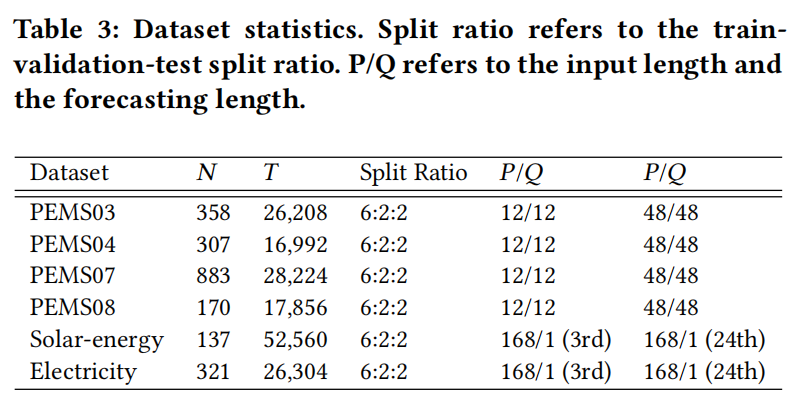 Table 3: Dataset statistics. Split ratio refers to the train-
validation-test split ratio. P/Q refers to the input length and
the forecasting length.
Dataset N T Split Ratio P/Q P/Q
PEMS03 358 26,208 6:2:2 12/12 48/48
PEMS04 307 16,992 6:2:2 12/12 48/48
PEMS07 883 28,224 6:2:2 12/12 48/48
PEMS08 170 17,856 6:2:2 12/12 48/48
Solar-energy 137 52,560 6:2:2 168/1 (3rd) 168/1 (24th)
Electricity 321 26,304 6:2:2 168/1 (3rd) 168/1 (24th)